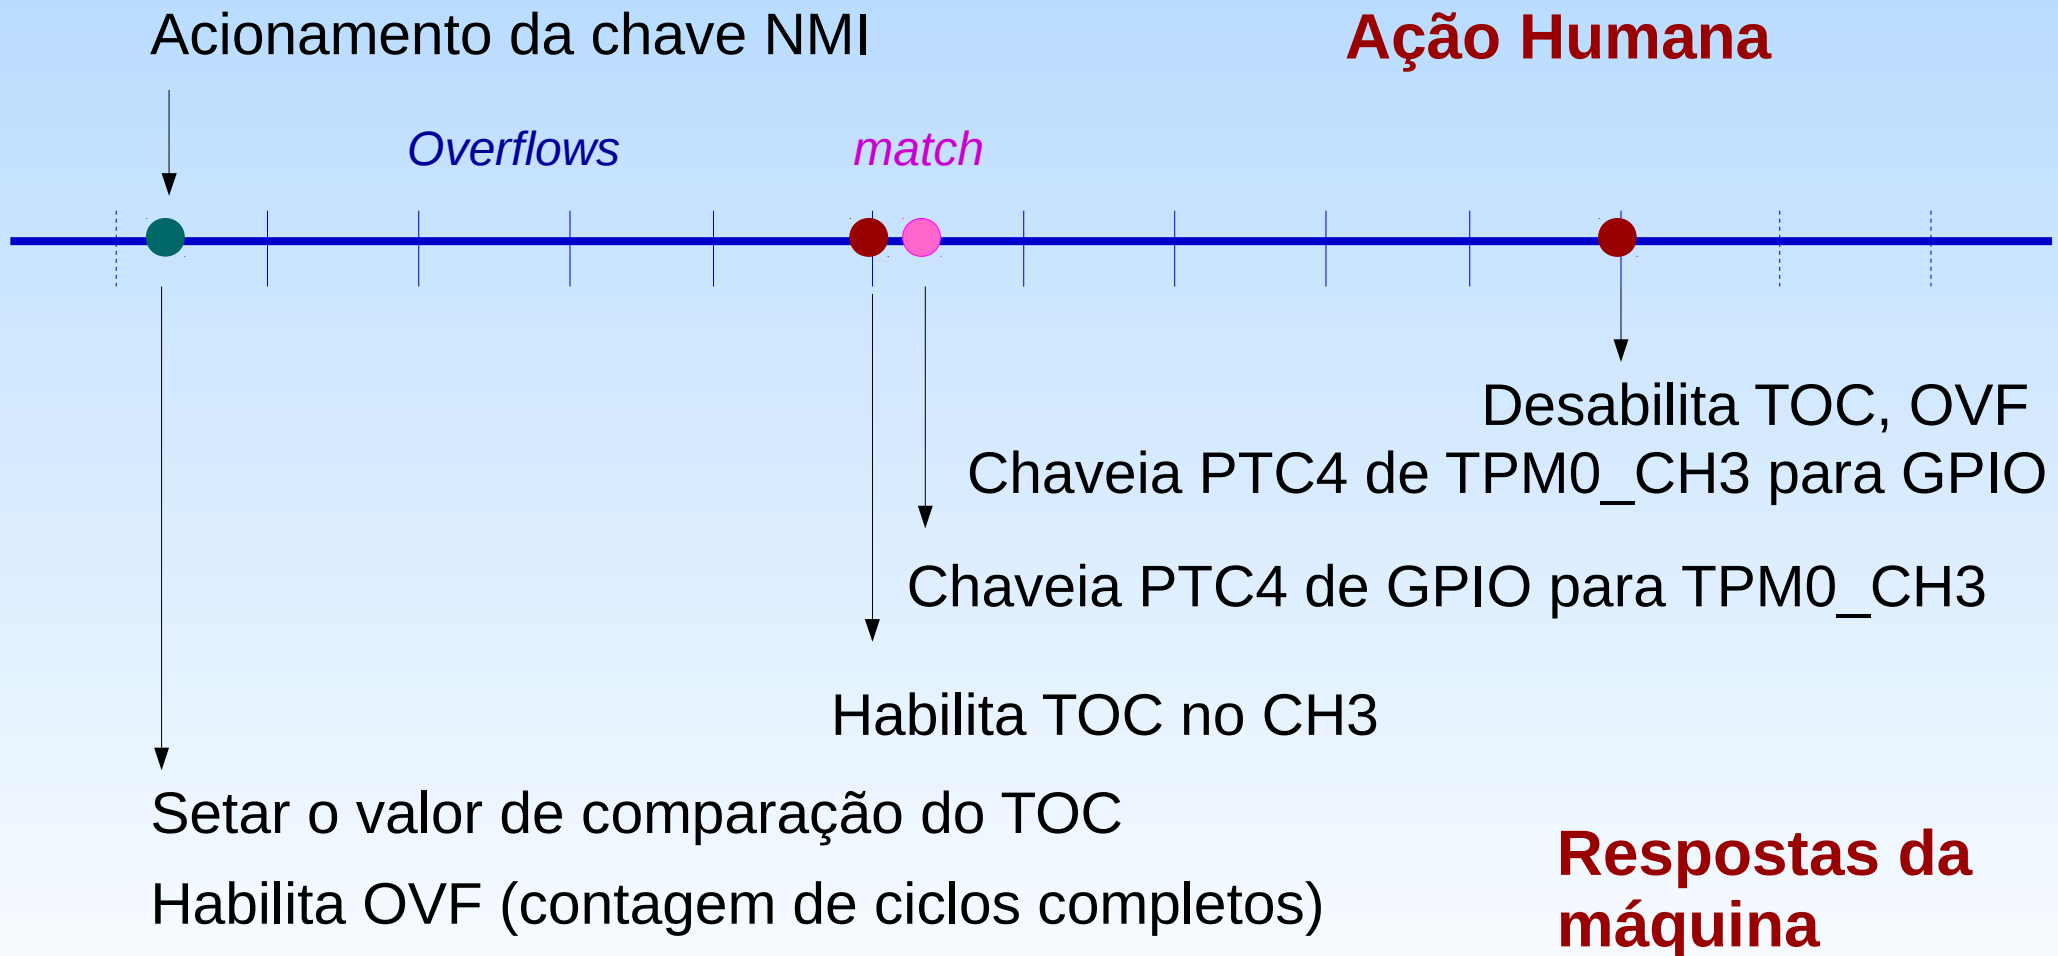 Acionamento da chave NMI
Ação Humana
Overflows
match
Desabilita TOC, OVF
Chaveia PTC4 de TPM0_CH3 para GPIO
Chaveia PTC4 de GPIO para TPM0_CH3
Habilita TOC no CH3
Setar o valor de comparação do TOC
Habilita OVF (contagem de ciclos completos)
Respostas da
máquina